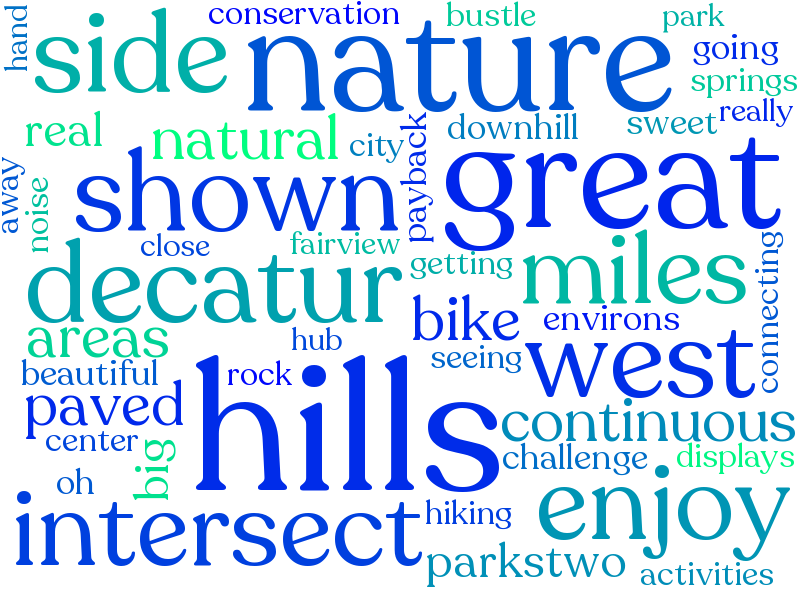 hand
conservation
bustle
park
side
nature
going
springs
really
real
natural
city
payback
downhill
sweet
away
noise
shown
great
close
fairview
getting
miles
connecting
decatur
areas
hub
bike
environs
beautiful
rock
seeing
west
paved
hills
continuous
center
big
challenge
displays
oh
intersect
hiking
enjoy
parkstwo
activities